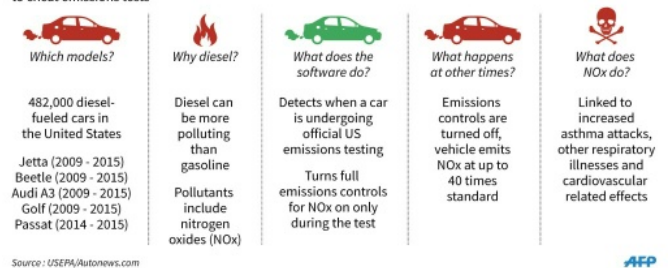 to cheat emissions tests
Which models?
482,000 diesel-
fueled cars in
the United States
Jetta (2009 - 2015)
Beetle (2009 - 2015)
Audi A3 (2009 - 2015)
Golf (2009 - 2015)
Passat (2014 - 2015)
Why diesel?
Diesel can
be more
polluting
than
gasoline
Pollutants
include
nitrogen
oxides (NOx)
What does the
software do?
Detects when a car
is undergoing
official US
emissions testing
Turns full
emissions controls
for NOx on only
during the test
What happens
at other times?
Emissions
controls are
turned off,
vehicle emits
NOx at up to
40 times
standard
What does
NOx do?
Linked to
increased
asthma attacks,
other respiratory
illnesses and
cardiovascular
related effects
Source : USEPA/Autonews.com
AFP